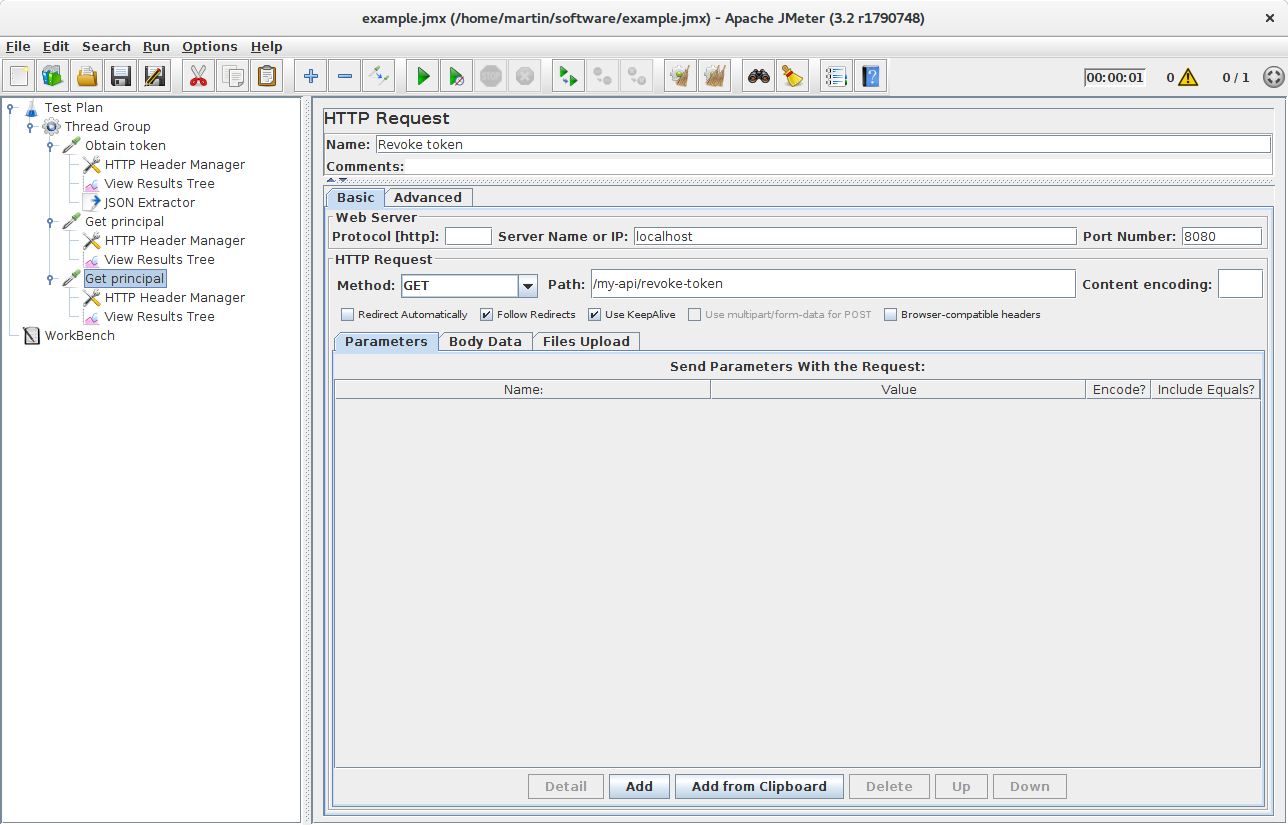 example.jmx (/home/martin/software/example.jmx) - Apache JMeter (3.2 r1790748)
File Edit Search Run Options Help
STOP 00:00:01 0 0 / 1
Test Plan
Thread Group
Obtain token
HTTP Header Manager
View Results Tree
JSON Extractor
Get principal
HTTP Header Manager
View Results Tree
Get principal
HTTP Header Manager
View Results Tree
WorkBench
HTTP Request
Name: Revoke token
Comments:
Basic Advanced
Web Server
Protocol [http]: Server Name or IP: localhost Port Number: 8080
HTTP Request
Method: GET Path: /my-api/revoke-token Content encoding:
Redirect Automatically Follow Redirects Use KeepAlive Use multipart/form-data for POST Browser-compatible headers
Parameters Body Data Files Upload
Send Parameters With the Request:
Name: Value Encode? Include Equals?
Detail Add Add from Clipboard Delete Up Down